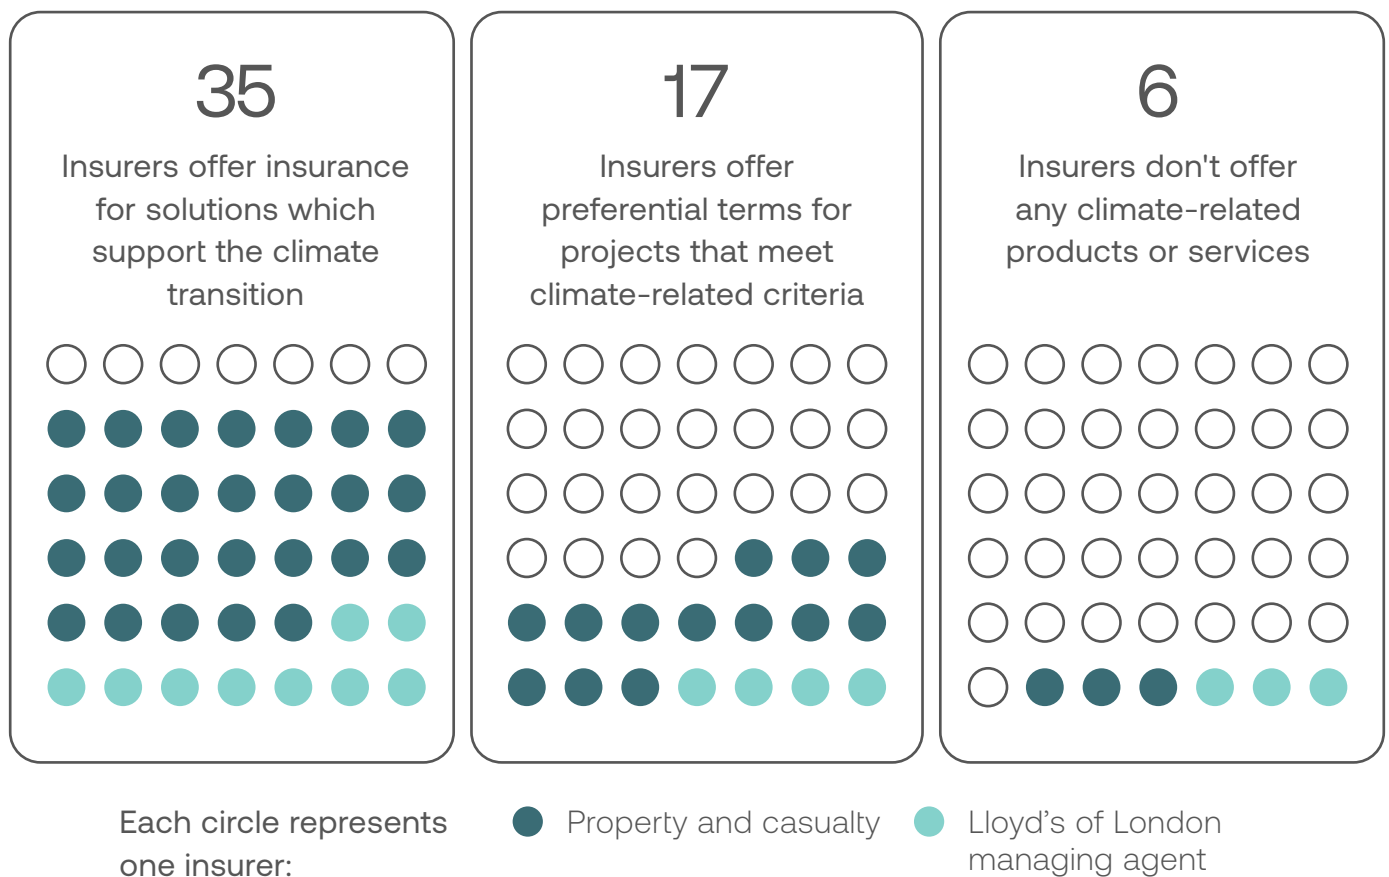 35
Insurers offer insurance
for solutions which
support the climate
transition
17
Insurers offer
preferential terms for
projects that meet
climate-related criteria
6
Insurers don't offer
any climate-related
products or services
Each circle represents
one insurer:
Property and casualty
Lloyd’s of London
managing agent